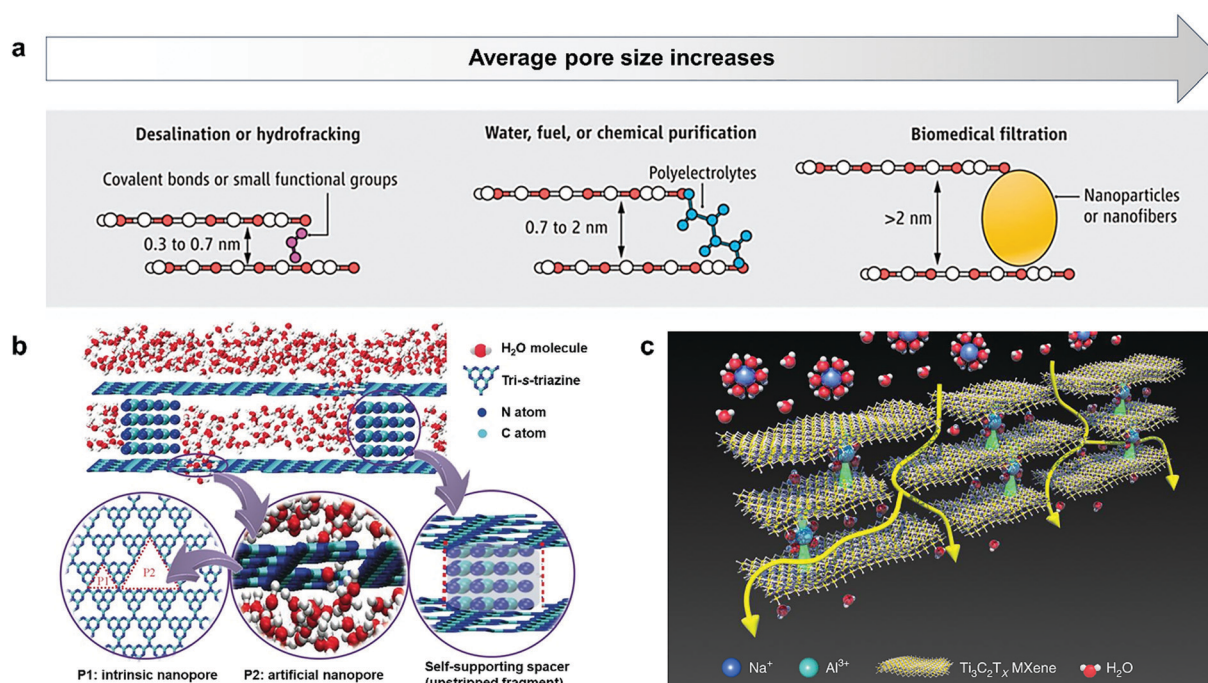 a
Average pore size increases
Desalination or hydrofracking
Covalent bonds or small functional groups
0.3 to 0.7 nm
Water, fuel, or chemical purification
Polyelectrolytes
0.7 to 2 nm
Biomedical filtration
>2 nm
Nanoparticles
or nanofibers
b
H₂O molecule
Tri-s-triazine
N atom
C atom
P1
P2
P1: intrinsic nanopore
P2: artificial nanopore
Self-supporting spacer
(unstripped fragment)
c
Na⁺
Al³⁺
Ti₃C₂Tₓ MXene
H₂O